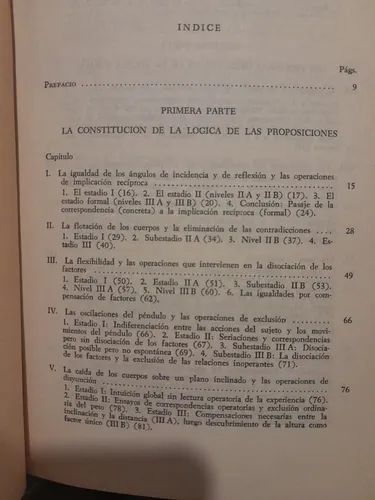 INDICE
Págs.
PREFACIO ........ 9
PRIMERA PARTE
LA CONSTITUCION DE LA LOGICA DE LAS PROPOSICIONES
Capítulo
I. La igualdad de los ángulos de incidencia y de reflexión y las operaciones
de implicación recíproca ........ 15
1. El estadio I (16). 2. El estadio II (niveles II A y II B) (17). 3. El
estadio formal (niveles III A y III B) (20). 4. Conclusión: Pasaje de la
correspondencia (concreta) a la implicación recíproca (formal) (24).
II. La flotación de los cuerpos y la eliminación de las contradicciones .... 28
1. Estadio I (29). 2. Subestadio II A (34). 3. Nivel II B (37). 4. Es-
tadio III (40).
III. La flexibilidad y las operaciones que intervienen en la disociación de los
factores ........ 49
1. Estadio I (50). 2. Estadio II A (51). 3. Subestadio II B (53).
4. Nivel III A (57). 5. Nivel III B (60). 6. Las igualdades por com-
pensación de factores (62).
IV. Las oscilaciones del péndulo y las operaciones de exclusión ........ 66
1. Estadio I: Indiferenciación entre las acciones del sujeto y los movi-
mientos del péndulo (66). 2. Estadio II: Seriaciones y correspondencias
pero sin disociación de los factores (67). 3. Subestadio III A: Disocia-
ción posible pero no espontánea (69). 4. Subestadio III B: La disociación
de los factores y la exclusión de las relaciones inoperantes (71).
V. La caída de los cuerpos sobre un plano inclinado y las operaciones de
disyunción ........ 76
1. Estadio I: Intuición global sin lectura operatoria de la experiencia (76).
2. Estadio II: Ensayos de correspondencias operatorias y exclusión ordina-
ria del peso (78). 3. Estadio III: Compensaciones necesarias entre la
inclinación y la distancia (III A), luego descubrimiento de la altura como
factor único (III B) (81).